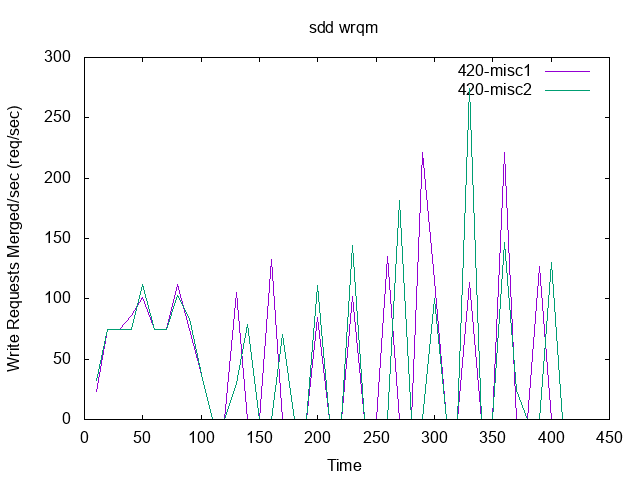 sdd wrqm
300
250
200
150
100
50
0
0 50 100 150 200 250 300 350 400 450
Write Requests Merged/sec (req/sec)
Time
420-misc1
420-misc2